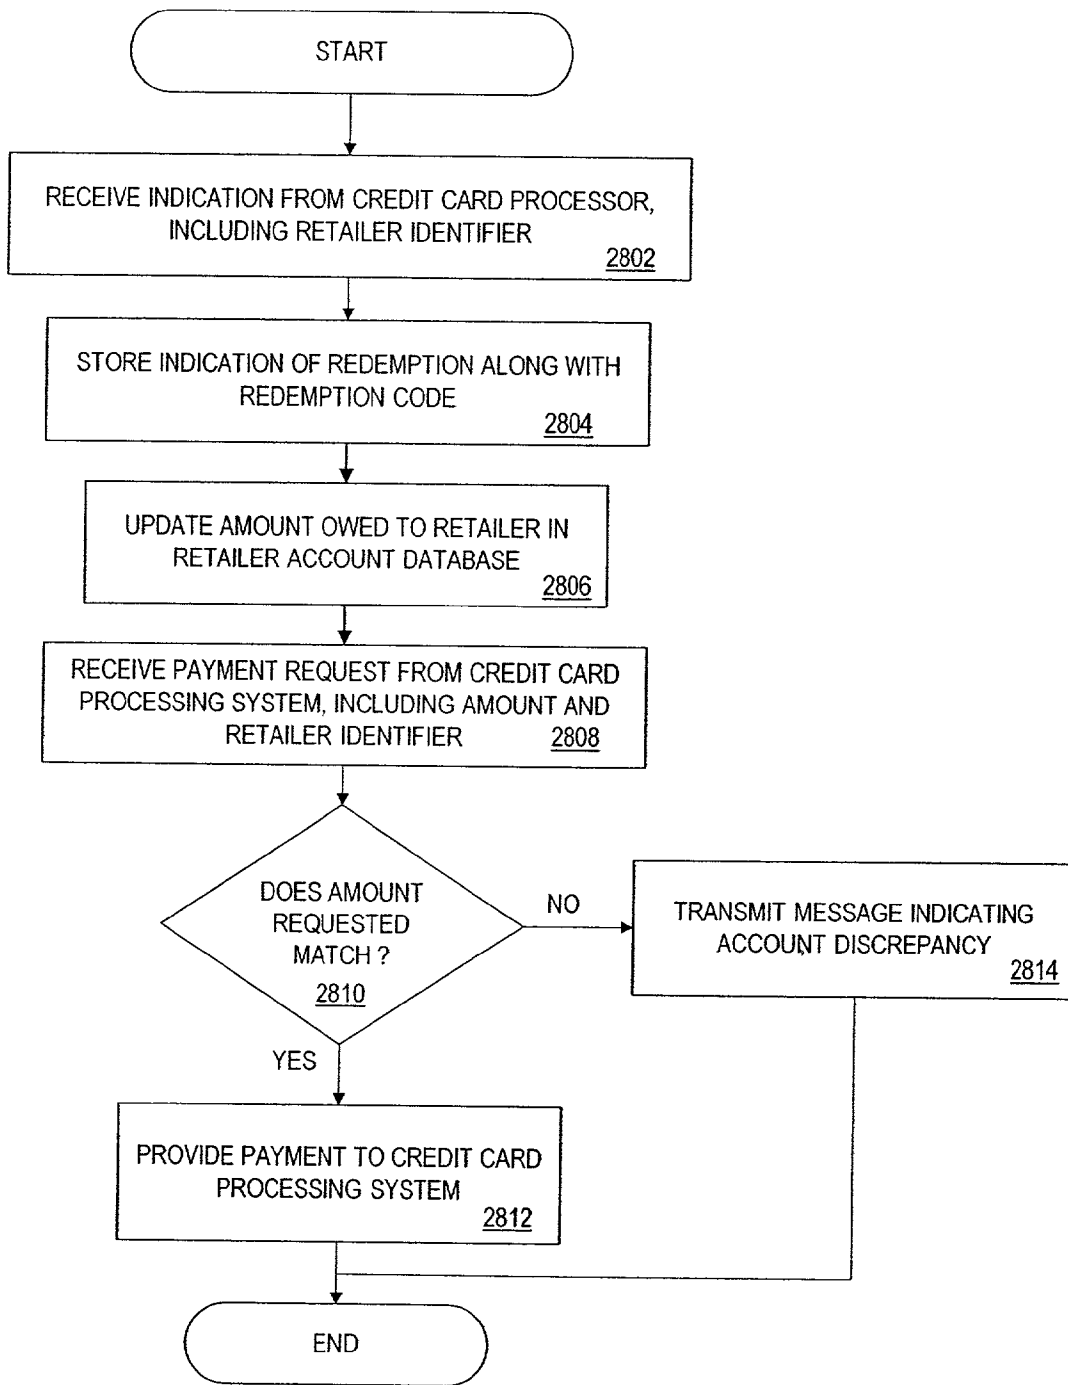 START
RECEIVE INDICATION FROM CREDIT CARD PROCESSOR,
INCLUDING RETAILER IDENTIFIER
2802
STORE INDICATION OF REDEMPTION ALONG WITH
REDEMPTION CODE
2804
UPDATE AMOUNT OWED TO RETAILER IN
RETAILER ACCOUNT DATABASE
2806
RECEIVE PAYMENT REQUEST FROM CREDIT CARD
PROCESSING SYSTEM, INCLUDING AMOUNT AND
RETAILER IDENTIFIER 2808
DOES AMOUNT
REQUESTED
MATCH ?
2810
NO
TRANSMIT MESSAGE INDICATING
ACCOUNT DISCREPANCY
2814
YES
PROVIDE PAYMENT TO CREDIT CARD
PROCESSING SYSTEM
2812
END